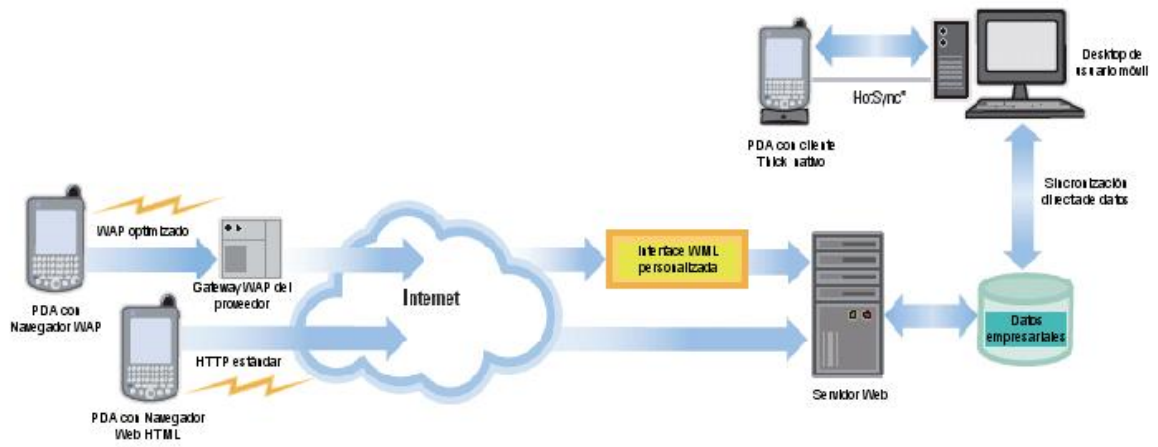 Desktop de
usuario móvil
HotSync*
PDA con cliente
Thick nativo
Sincronización
directa de datos
WAP optimizado
Interface WML
personalizada
Gateway WAP del
proveedor
Internet
PDA con
Navegador WAP
Datos
empresariales
HTTP estándar
Servidor Web
PDA con Navegador
Web HTML